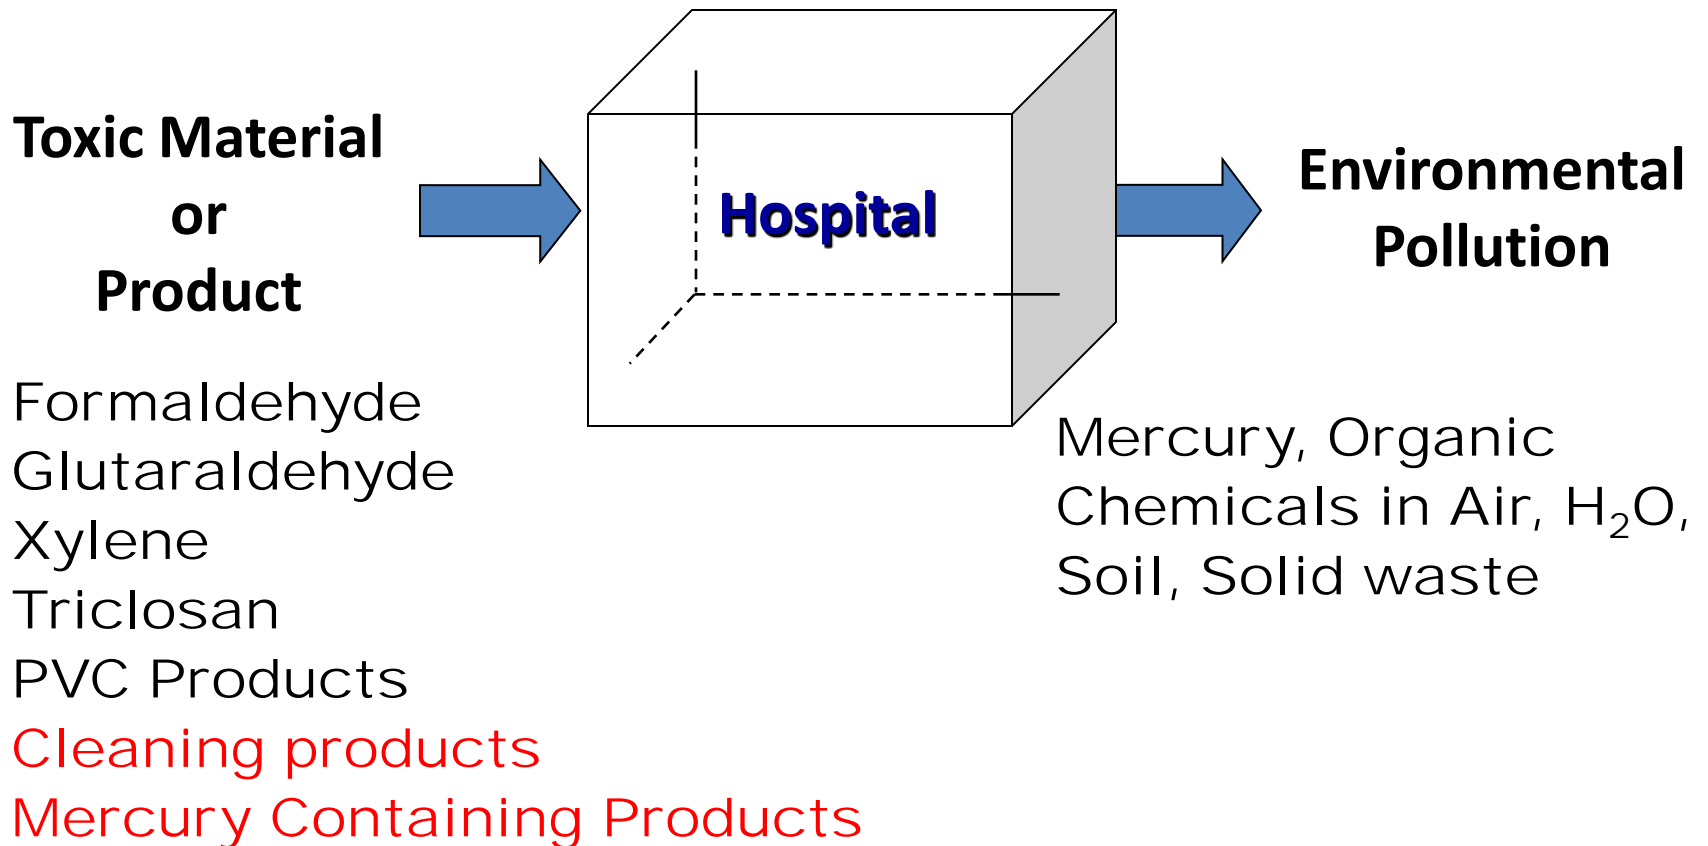 Toxic Material
or
Product
Hospital
Environmental
Pollution
Formaldehyde
Glutaraldehyde
Xylene
Triclosan
PVC Products
Cleaning products
Mercury Containing Products
Mercury, Organic
Chemicals in Air, H₂O,
Soil, Solid waste